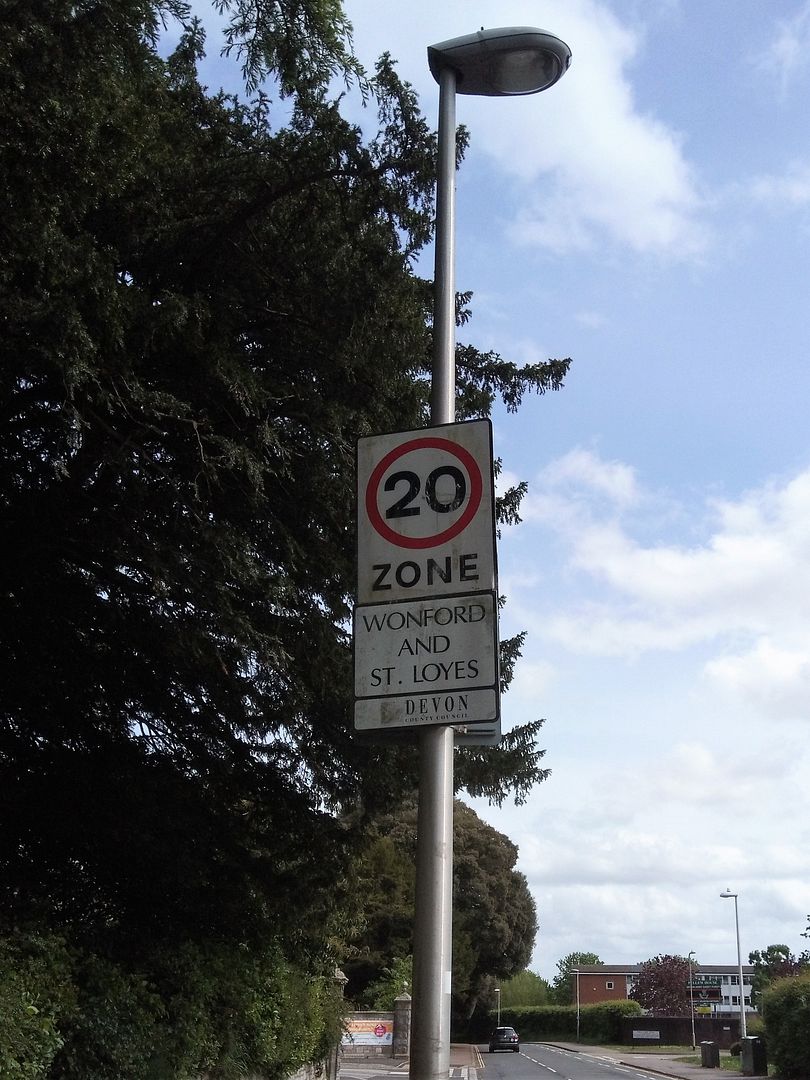 20
ZONE
WONFORD
AND
ST. LOYES
DEVON
COUNTY COUNCIL